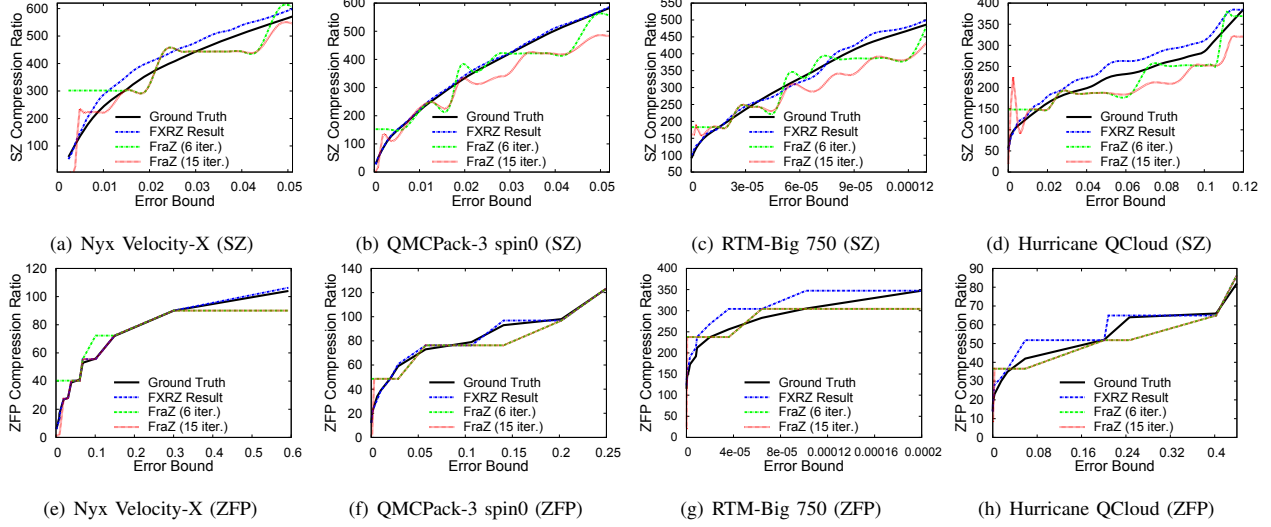 SZ Compression Ratio
600
500
400
300
200
100
0
0.01
0.02
0.03
0.04
0.05
Error Bound
Ground Truth
FXRZ Result
FraZ (6 iter.)
FraZ (15 iter.)
(a) Nyx Velocity-X (SZ)
SZ Compression Ratio
600
500
400
300
200
100
0
0
0.01
0.02
0.03
0.04
0.05
Error Bound
Ground Truth
FXRZ Result
FraZ (6 iter.)
FraZ (15 iter.)
(b) QMCPack-3 spin0 (SZ)
SZ Compression Ratio
550
500
450
400
350
300
250
200
150
100
50
0
3e-05
6e-05
9e-05
0.00012
Error Bound
Ground Truth
FXRZ Result
FraZ (6 iter.)
FraZ (15 iter.)
(c) RTM-Big 750 (SZ)
SZ Compression Ratio
400
350
300
250
200
150
100
50
0
0
0.02
0.04
0.06
0.08
0.1
0.12
Error Bound
Ground Truth
FXRZ Result
FraZ (6 iter.)
FraZ (15 iter.)
(d) Hurricane QCloud (SZ)
ZFP Compression Ratio
120
100
80
60
40
20
0
0
0.1
0.2
0.3
0.4
0.5
0.6
Error Bound
Ground Truth
FXRZ Result
FraZ (6 iter.)
FraZ (15 iter.)
(e) Nyx Velocity-X (ZFP)
ZFP Compression Ratio
140
120
100
80
60
40
20
0
0
0.05
0.1
0.15
0.2
0.25
Error Bound
Ground Truth
FXRZ Result
FraZ (6 iter.)
FraZ (15 iter.)
(f) QMCPack-3 spin0 (ZFP)
ZFP Compression Ratio
400
350
300
250
200
150
100
50
0
0
4e-05
8e-05
0.00012
0.00016
0.0002
Error Bound
Ground Truth
FXRZ Result
FraZ (6 iter.)
FraZ (15 iter.)
(g) RTM-Big 750 (ZFP)
ZFP Compression Ratio
90
80
70
60
50
40
30
20
10
0
0
0.08
0.16
0.24
0.32
0.4
Error Bound
Ground Truth
FXRZ Result
FraZ (6 iter.)
FraZ (15 iter.)
(h) Hurricane QCloud (ZFP)